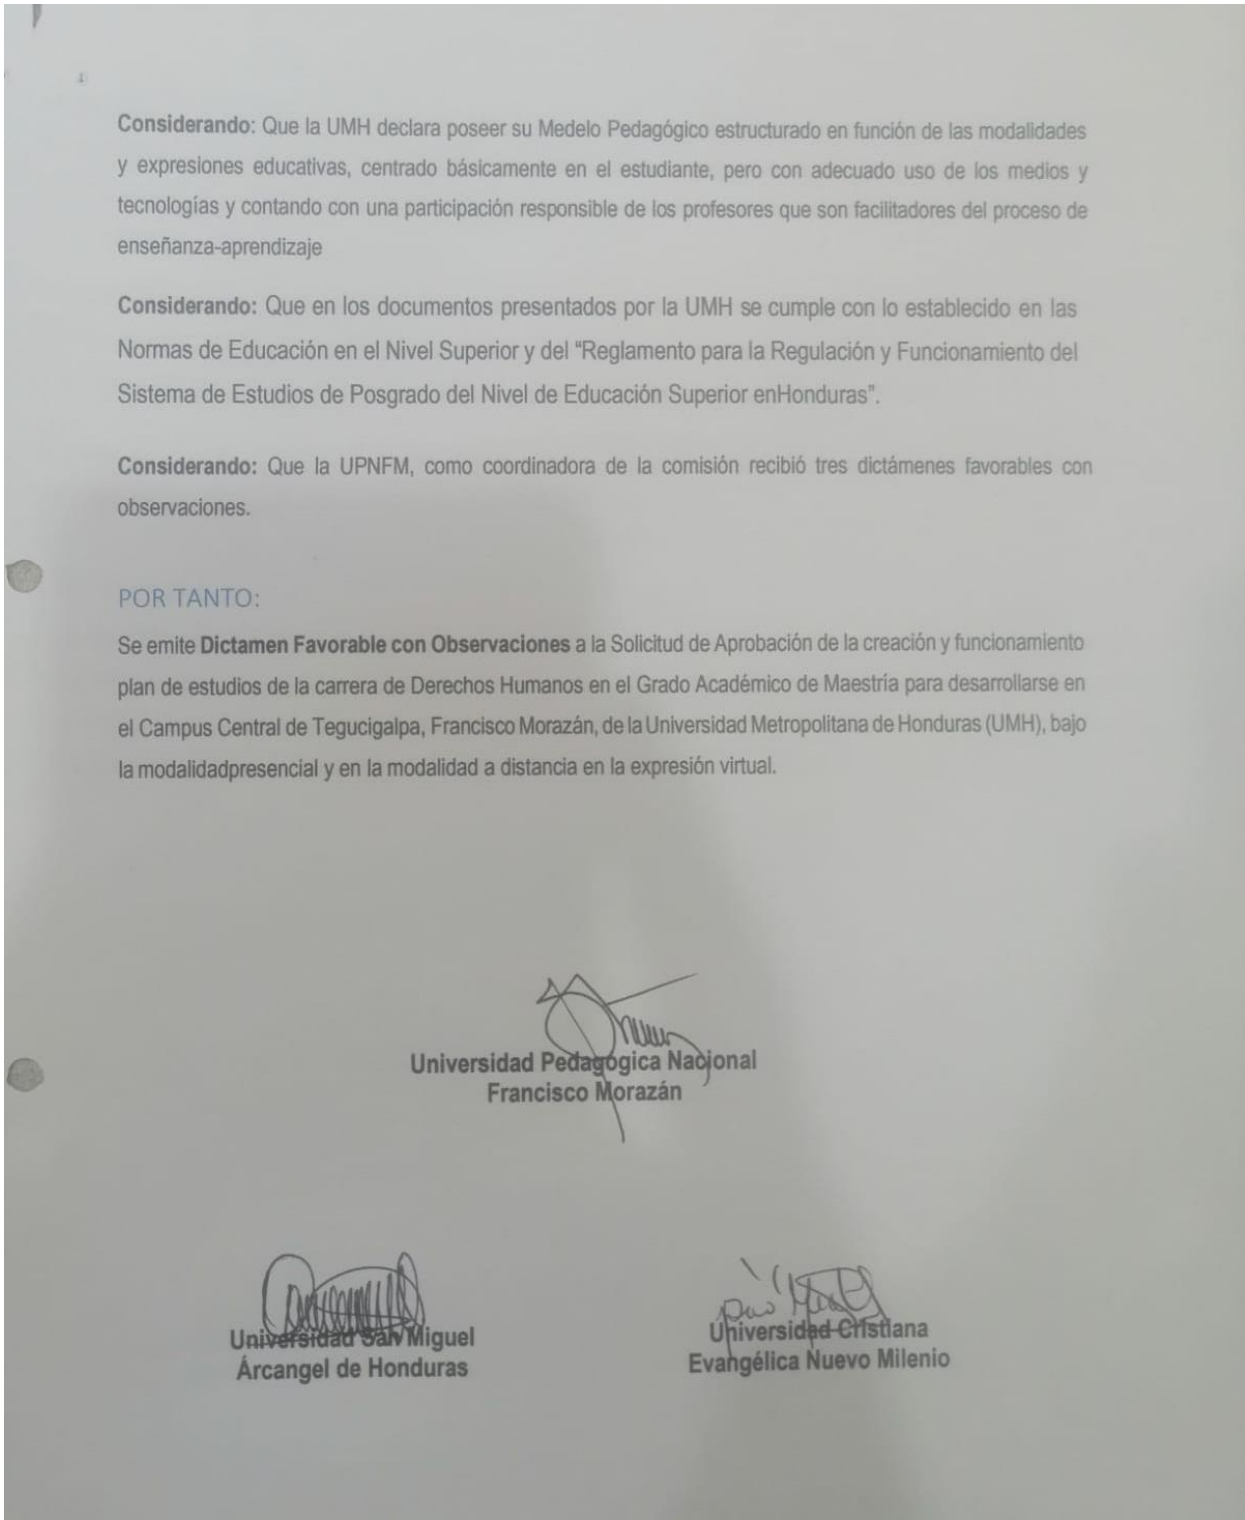 Considerando: Que la UMH declara poseer su Medelo Pedagógico estructurado en función de las modalidades
y expresiones educativas, centrado básicamente en el estudiante, pero con adecuado uso de los medios y
tecnologías y contando con una participación responsable de los profesores que son facilitadores del proceso de
enseñanza-aprendizaje
Considerando: Que en los documentos presentados por la UMH se cumple con lo establecido en las
Normas de Educación en el Nivel Superior y del “Reglamento para la Regulación y Funcionamiento del
Sistema de Estudios de Posgrado del Nivel de Educación Superior enHonduras”.
Considerando: Que la UPNFM, como coordinadora de la comisión recibió tres dictámenes favorables con
observaciones.
POR TANTO:
Se emite Dictamen Favorable con Observaciones a la Solicitud de Aprobación de la creación y funcionamiento
plan de estudios de la carrera de Derechos Humanos en el Grado Académico de Maestría para desarrollarse en
el Campus Central de Tegucigalpa, Francisco Morazán, de la Universidad Metropolitana de Honduras (UMH), bajo
la modalidadpresencial y en la modalidad a distancia en la expresión virtual.
Universidad Pedagógica Nacional
Francisco Morazán
Universidad San Miguel
Árcangel de Honduras
Universidad Cristiana
Evangélica Nuevo Milenio